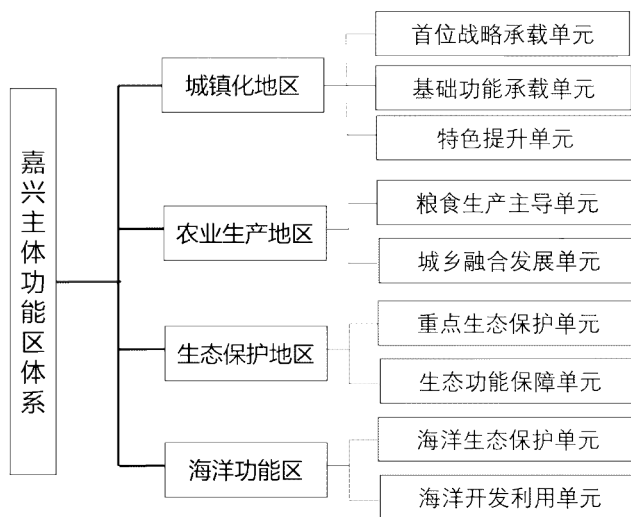 嘉兴主体功能区体系
城镇化地区
首位战略承载单元
基础功能承载单元
特色提升单元
农业生产地区
粮食生产主导单元
城乡融合发展单元
生态保护地区
重点生态保护单元
生态功能保障单元
海洋功能区
海洋生态保护单元
海洋开发利用单元